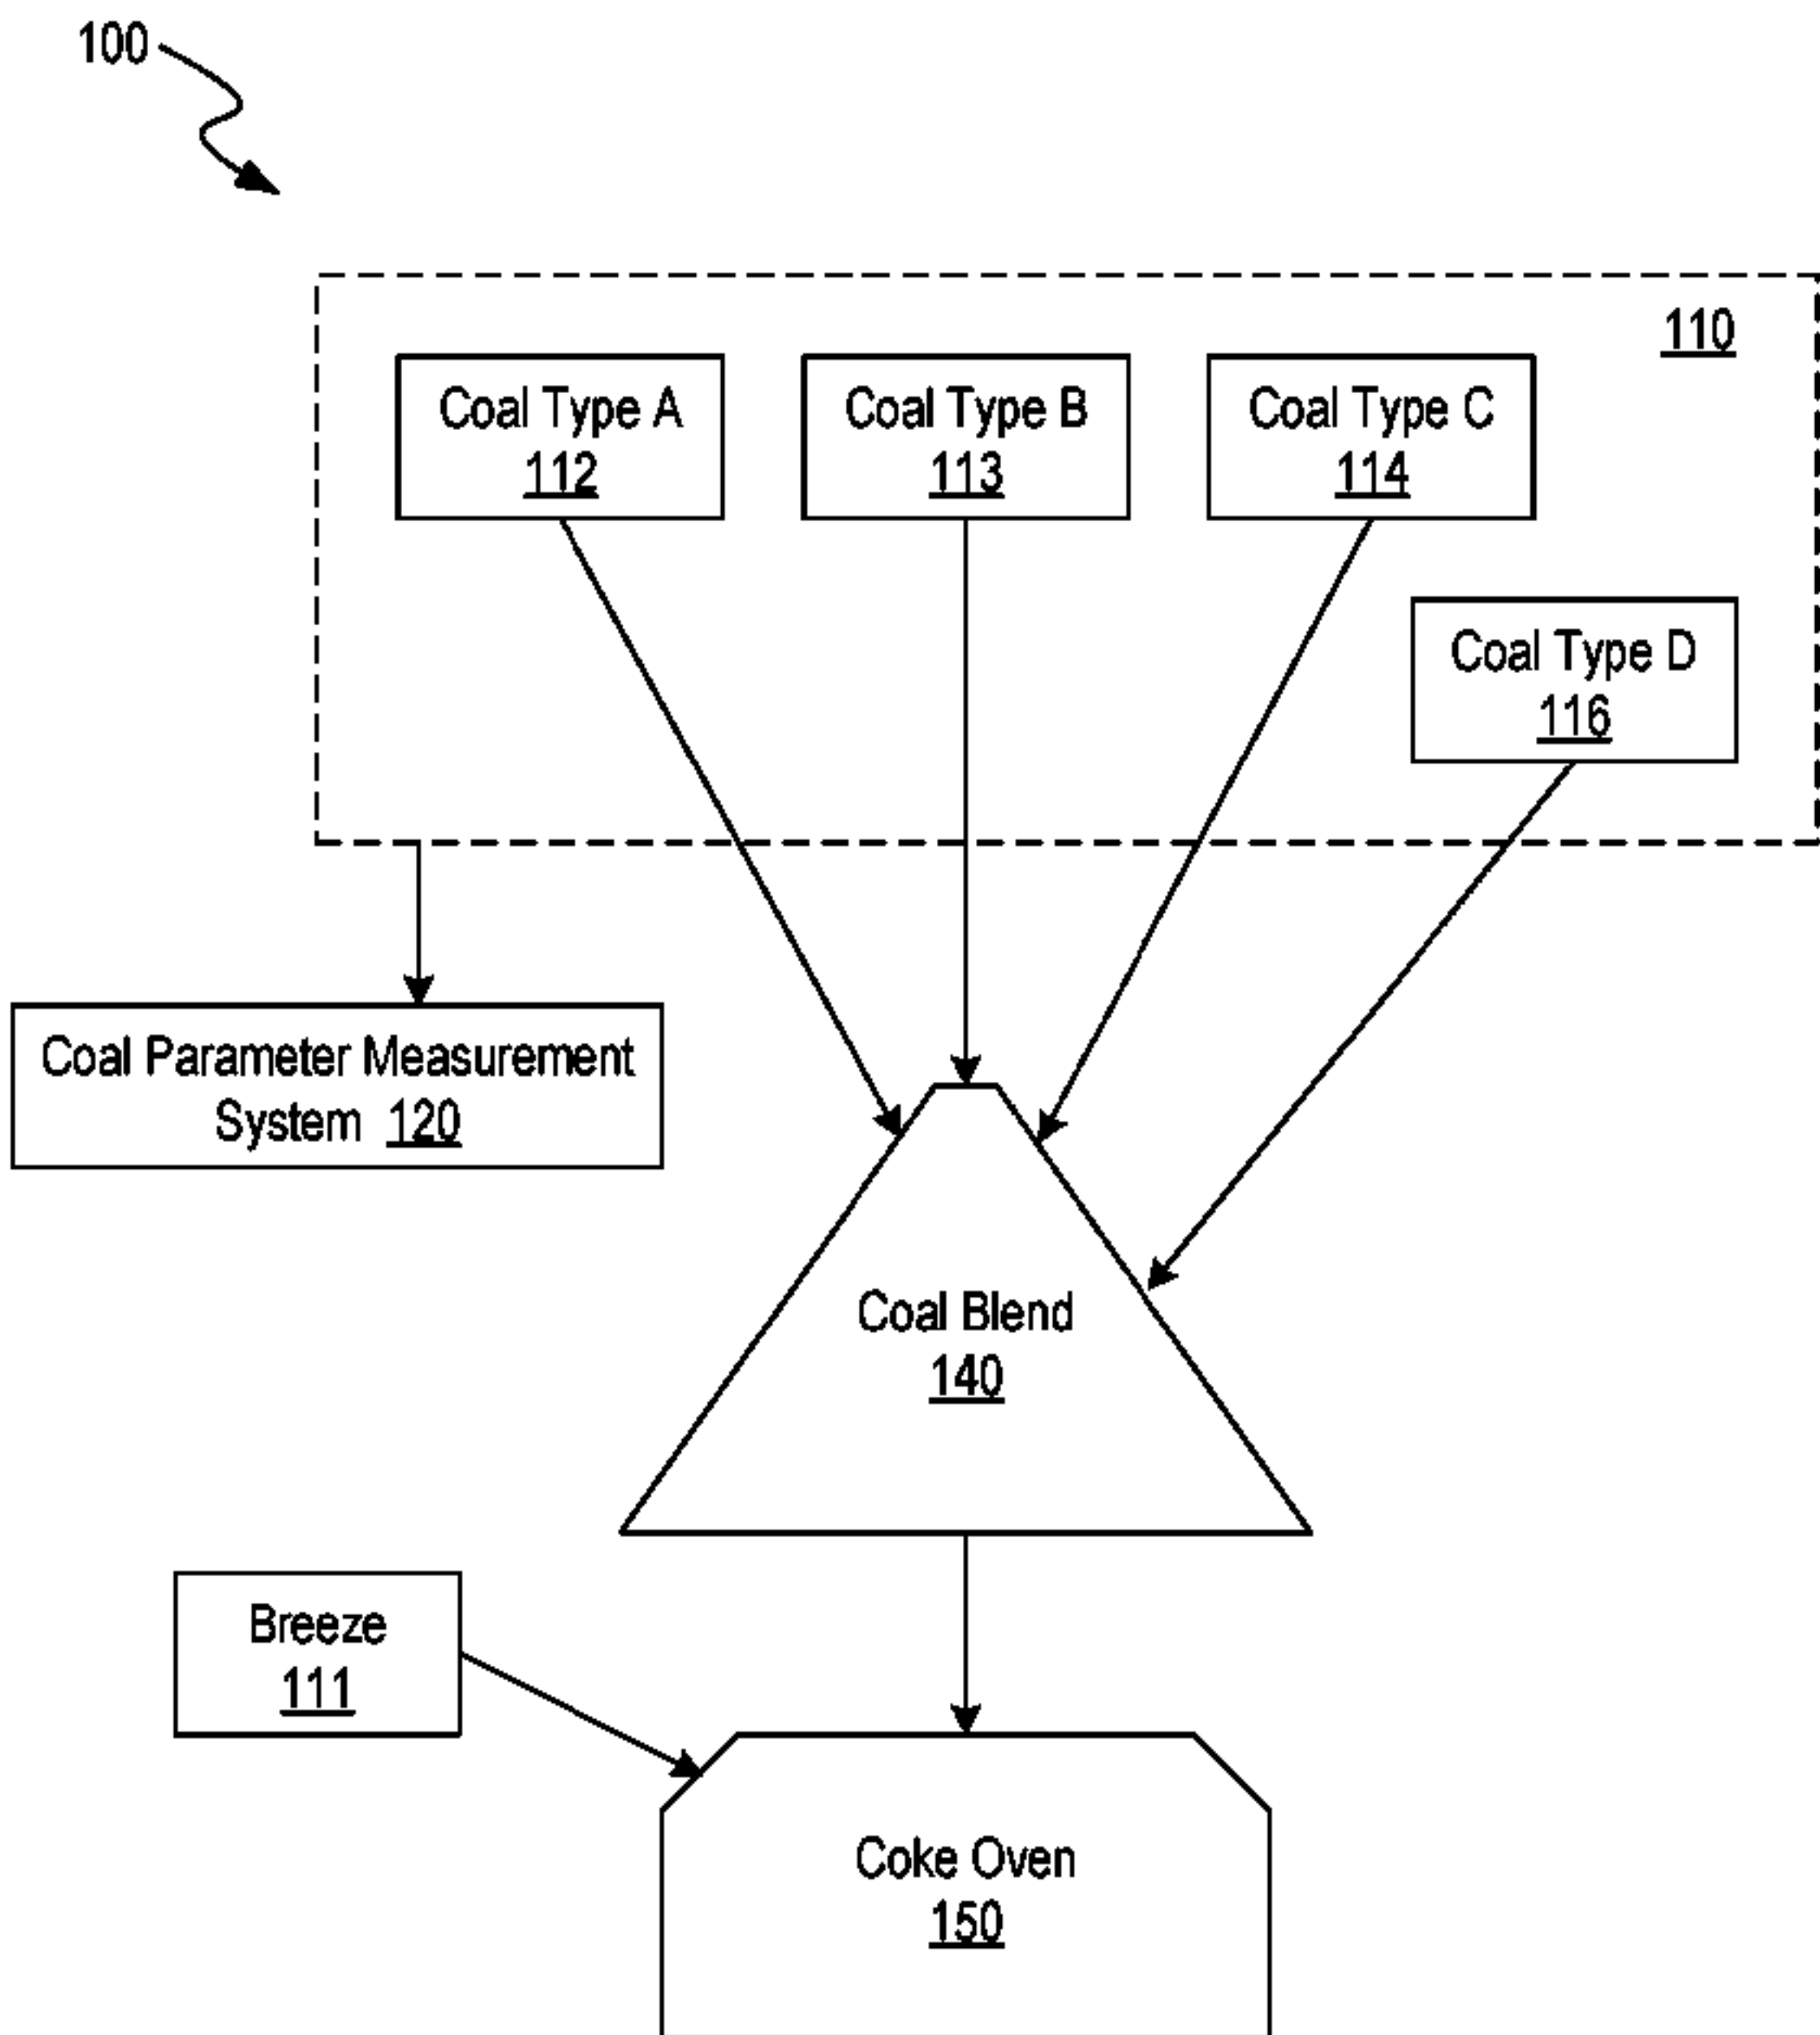 100
110
Coal Type A
112
Coal Type B
113
Coal Type C
114
Coal Type D
116
Coal Parameter Measurement
System 120
Coal Blend
140
Breeze
111
Coke Oven
150